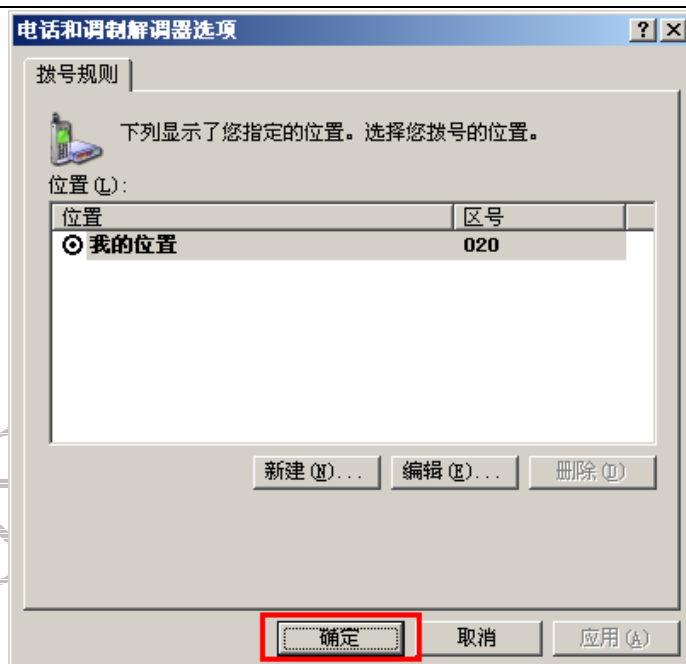 电话和调制解调器选项
拨号规则
下列显示了您指定的位置。选择您拨号的位置。
位置(L):
位置 区号
我的位置 020
新建(N)... 编辑(E)... 删除(D)
确定 取消 应用(A)